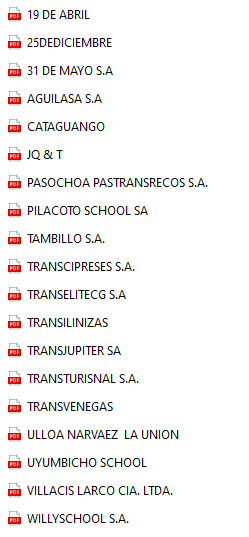 19 DE ABRIL
25DEDICIEMBRE
31 DE MAYO S.A
AGUILASA S.A
CATAGUANGO
JQ & T
PASOCHOA PASTRANSRECOS S.A.
PILACOTO SCHOOL SA
TAMBILLO S.A.
TRANSCIPRESES S.A.
TRANSELITECG S.A
TRANSILINIZAS
TRANSJUPITER SA
TRANSTURISNAL S.A.
TRANSVENEGAS
ULLOA NARVAEZ  LA UNION
UYUMBICHO SCHOOL
VILLACIS LARCO CIA. LTDA.
WILLYSCHOOL S.A.